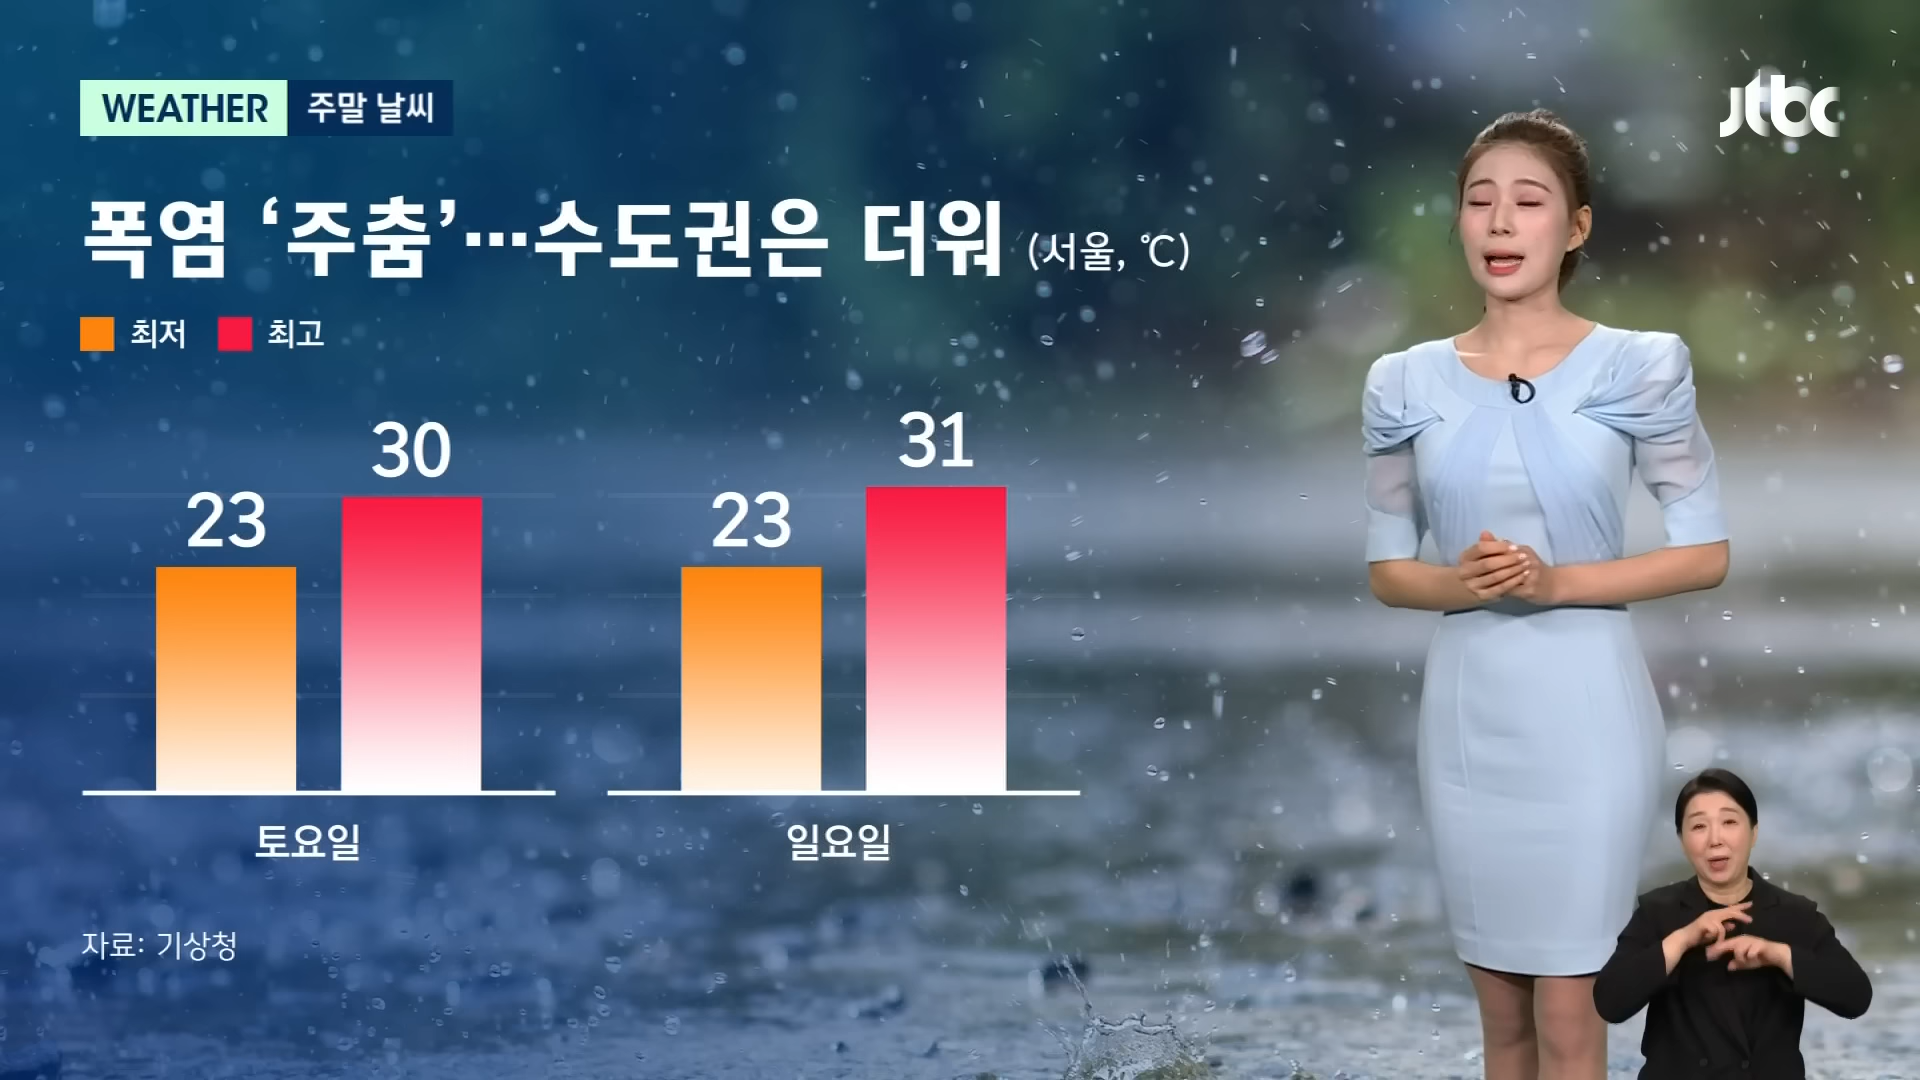 WEATHER 주말 날씨
jtbc
폭염 ‘주춤’…수도권은 더워 (서울, ℃)
최저 최고
23 30 23 31
토요일 일요일
자료: 기상청